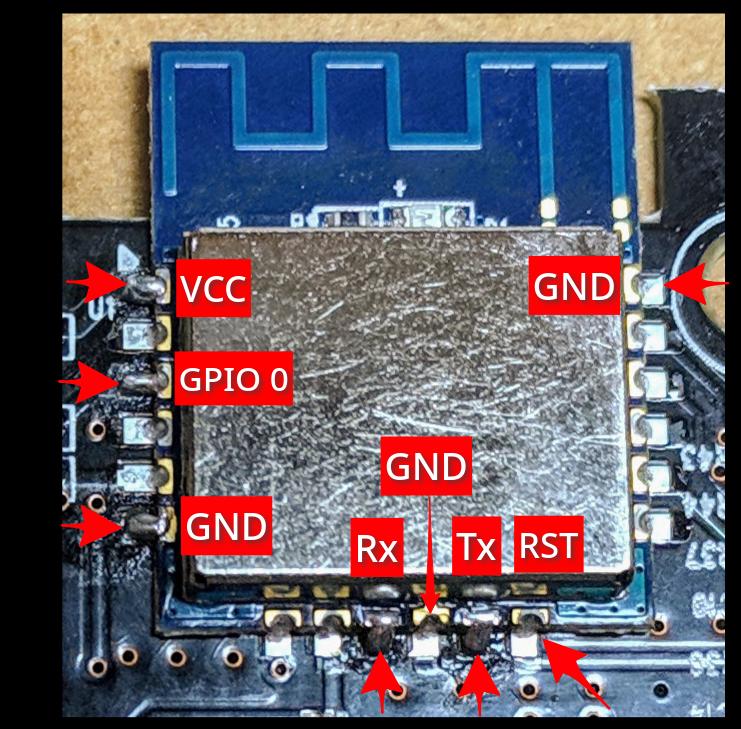 VCC
GND
GPIO 0
GND
GND
Rx
Tx
RST